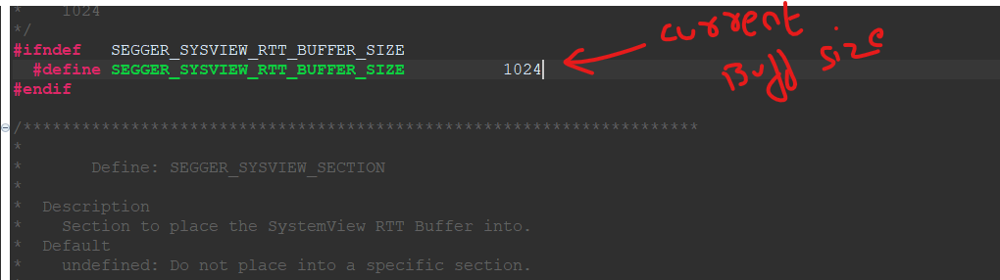 *    1024
*/
#ifndef   SEGGER_SYSVIEW_RTT_BUFFER_SIZE
  #define SEGGER_SYSVIEW_RTT_BUFFER_SIZE          1024
#endif
current
Buff size
/*********************************************************************
*
*       Define: SEGGER_SYSVIEW_SECTION
*
*  Description
*    Section to place the SystemView RTT Buffer into.
*  Default
*    undefined: Do not place into a specific section.
*